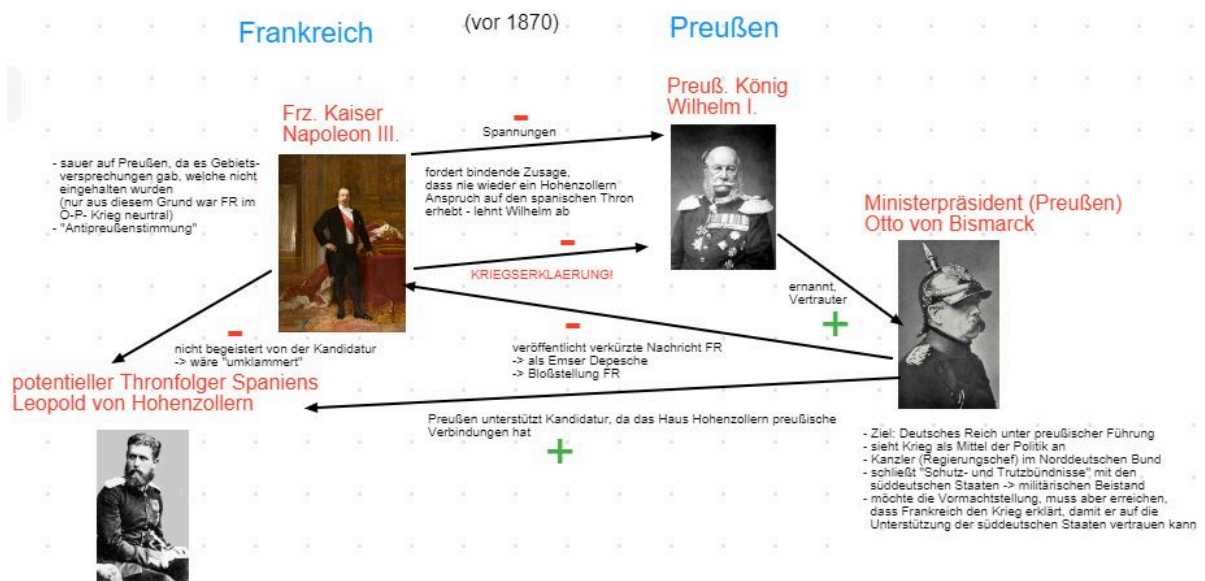 Frankreich
(vor 1870)
Preußen
Frz. Kaiser
Napoleon III.
Preuß. König
Wilhelm I.
Spannungen
- sauer auf Preußen, da es Gebiets-
versprechungen gab, welche nicht
eingehalten wurden
(nur aus diesem Grund war FR im
Ö-P- Krieg neurtral)
- "Antipreußenstimmung"
fordert bindende Zusage,
dass nie wieder ein Hohenzollern
Anspruch auf den spanischen Thron
erhebt - lehnt Wilhelm ab
KRIEGSERKLAERUNG!
Ministerpräsident (Preußen)
Otto von Bismarck
ernannt,
Vertrauter
+
nicht begeistert von der Kandidatur
-> wäre "umklammert"
veröffentlicht verkürzte Nachricht FR
-> als Emser Depesche
-> Bloßstellung FR
potentieller Thronfolger Spaniens
Leopold von Hohenzollern
Preußen unterstützt Kandidatur, da das Haus Hohenzollern preußische
Verbindungen hat
+
- Ziel: Deutsches Reich unter preußischer Führung
- sieht Krieg als Mittel der Politik an
- Kanzler (Regierungschef) im Norddeutschen Bund
- schließt "Schutz- und Trutzbündnisse" mit den
süddeutschen Staaten -> militärischen Beistand
- möchte die Vormachtstellung, muss aber erreichen,
dass Frankreich den Krieg erklärt, damit er auf die
Unterstützung der süddeutschen Staaten vertrauen kann